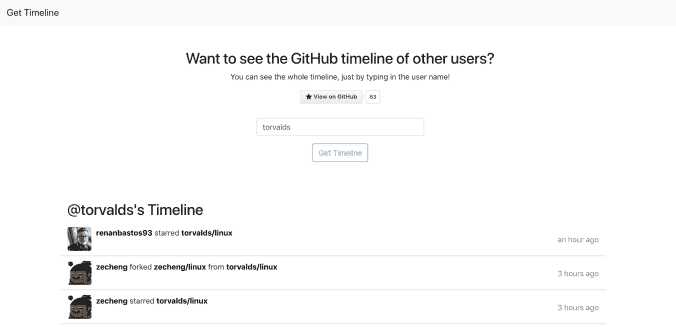 Get Timeline
Want to see the GitHub timeline of other users?
You can see the whole timeline, just by typing in the user name!
View on GitHub 53
torvalds
Get Timeline
@torvalds's Timeline
renanbastos93 starred torvalds/linux
an hour ago
zecheng forked zecheng/linux from torvalds/linux
3 hours ago
zecheng starred torvalds/linux
3 hours ago